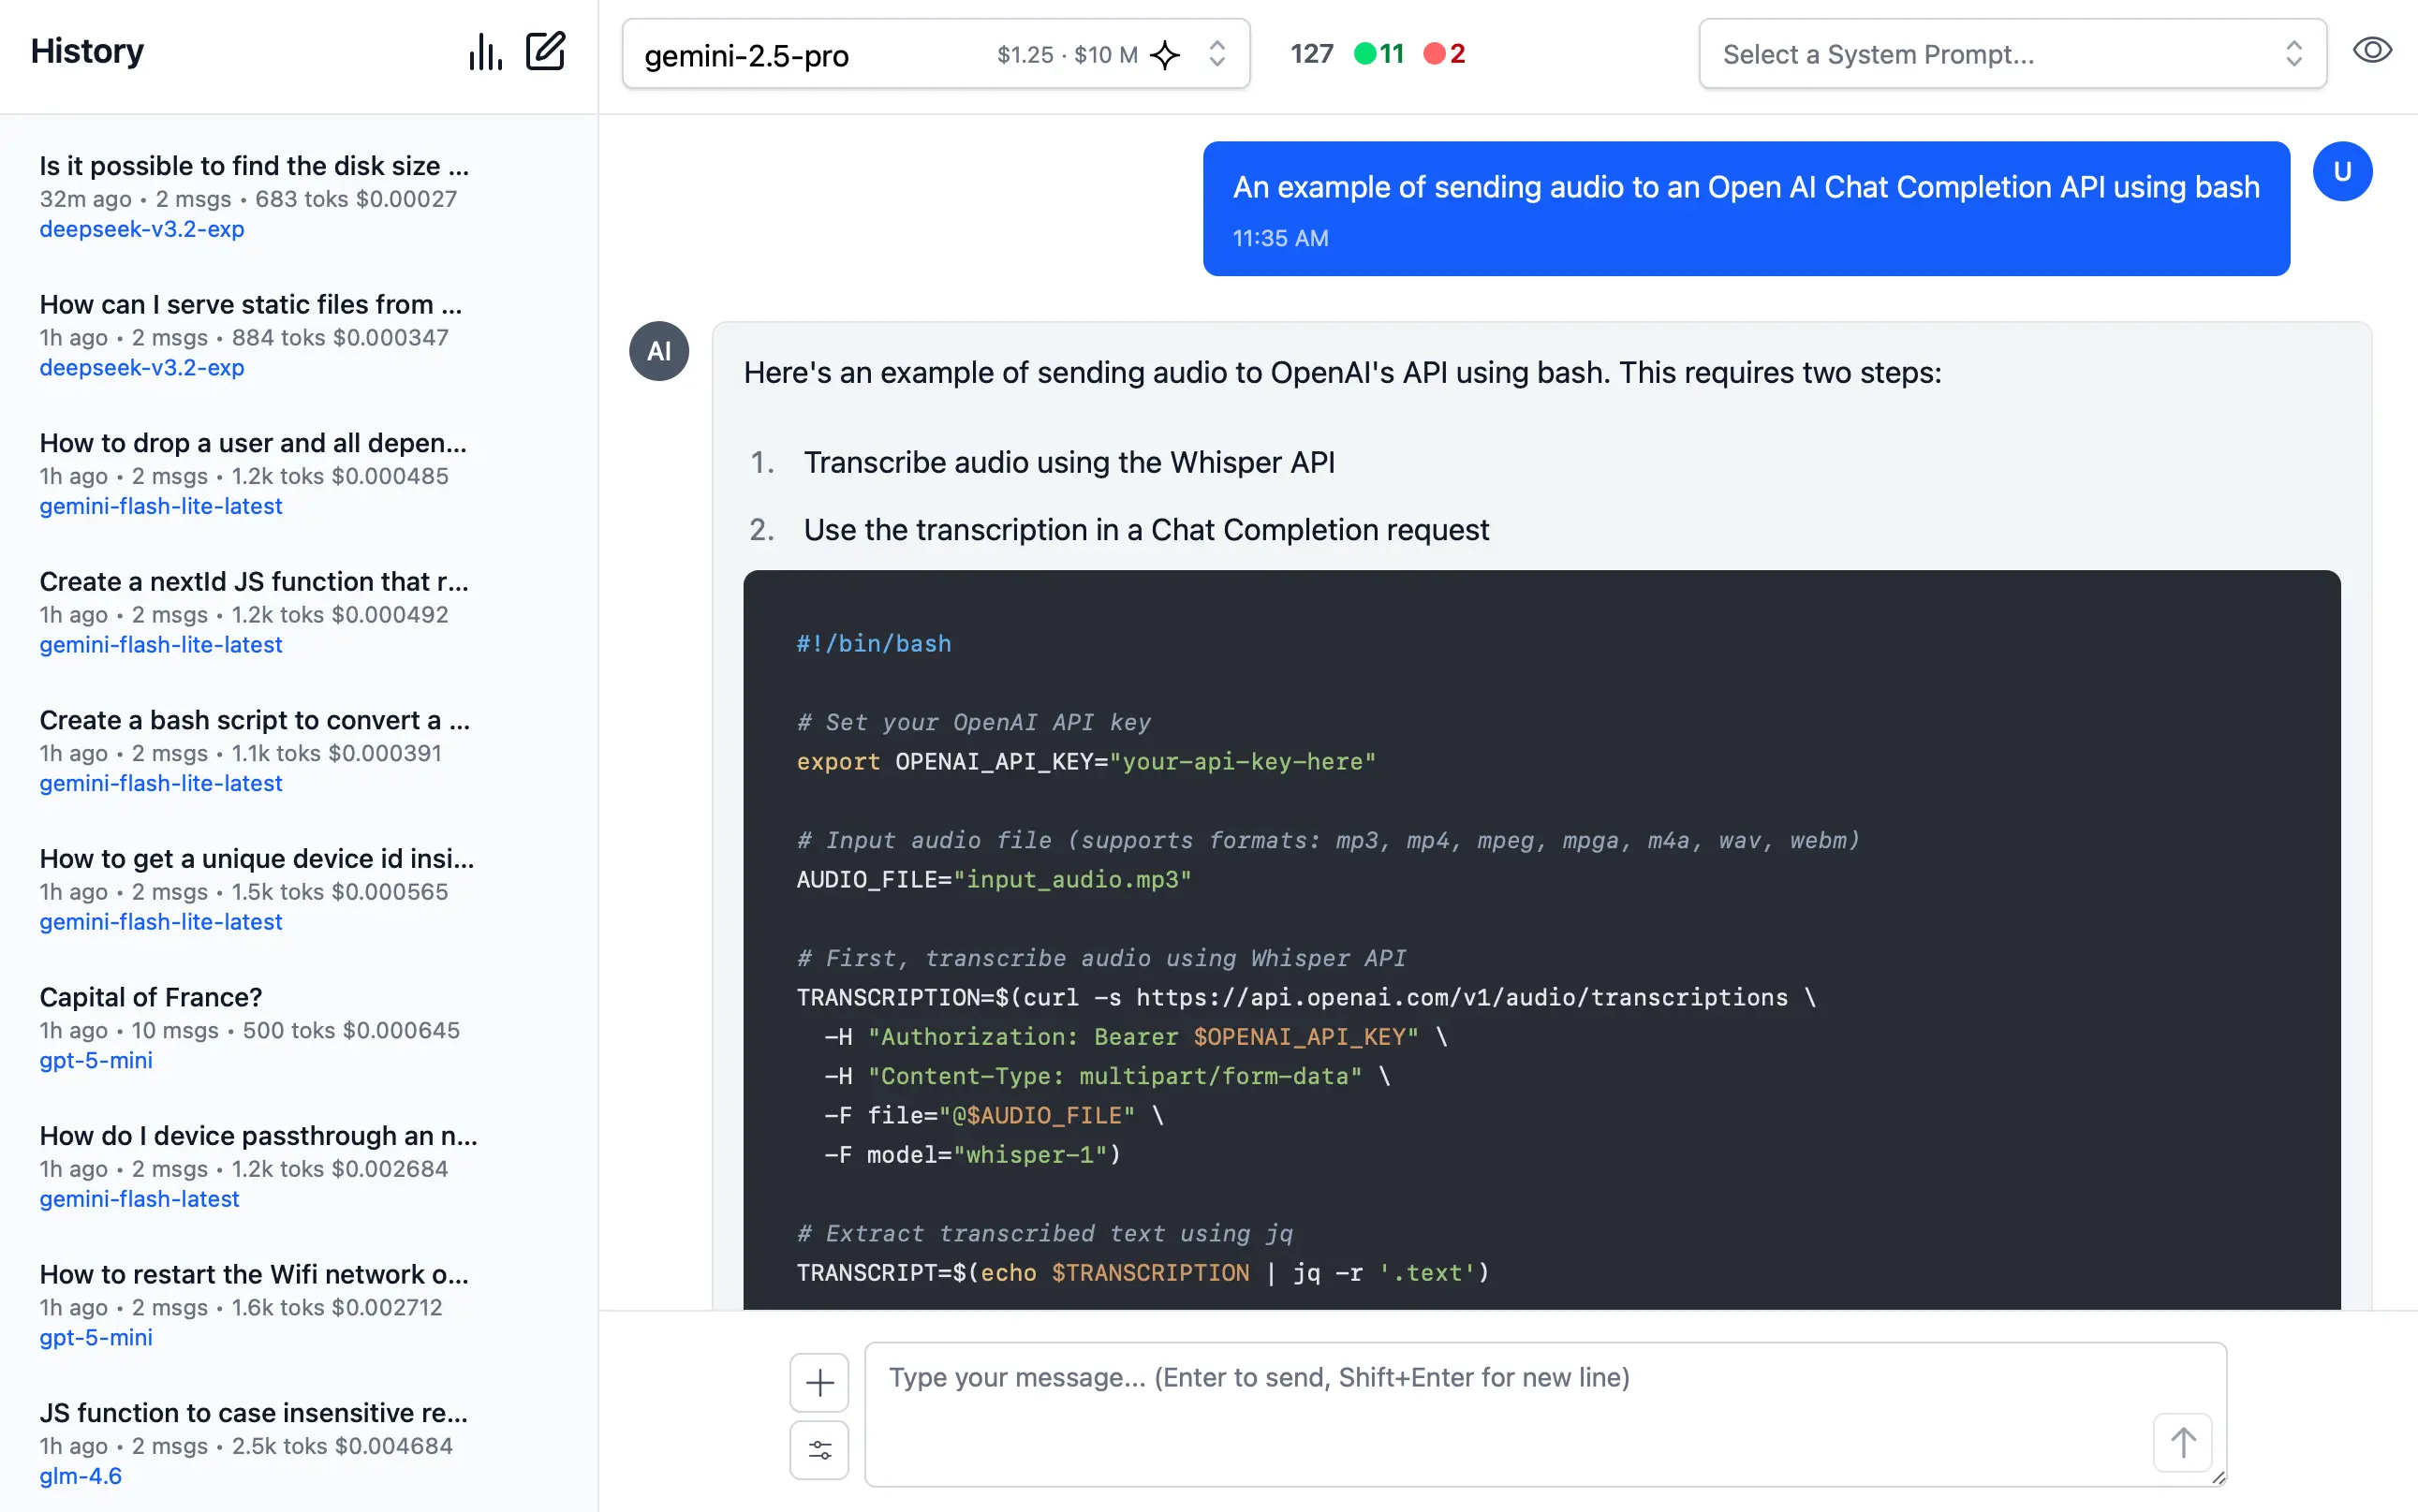 History
gemini-2.5-pro $1.25 · $10 M
127 11 2
Select a System Prompt...
Is it possible to find the disk size ...
32m ago • 2 msgs • 683 toks $0.00027
deepseek-v3.2-exp
How can I serve static files from ...
1h ago • 2 msgs • 884 toks $0.000347
deepseek-v3.2-exp
How to drop a user and all depen...
1h ago • 2 msgs • 1.2k toks $0.000485
gemini-flash-lite-latest
Create a nextId JS function that r...
1h ago • 2 msgs • 1.2k toks $0.000492
gemini-flash-lite-latest
Create a bash script to convert a ...
1h ago • 2 msgs • 1.1k toks $0.000391
gemini-flash-lite-latest
How to get a unique device id insi...
1h ago • 2 msgs • 1.5k toks $0.000565
gemini-flash-lite-latest
Capital of France?
1h ago • 10 msgs • 500 toks $0.000645
gpt-5-mini
How do I device passthrough an n...
1h ago • 2 msgs • 1.2k toks $0.002684
gemini-flash-latest
How to restart the Wifi network o...
1h ago • 2 msgs • 1.6k toks $0.002712
gpt-5-mini
JS function to case insensitive re...
1h ago • 2 msgs • 2.5k toks $0.004684
glm-4.6
An example of sending audio to an Open AI Chat Completion API using bash
11:35 AM
U
AI
Here's an example of sending audio to OpenAI's API using bash. This requires two steps:
1. Transcribe audio using the Whisper API
2. Use the transcription in a Chat Completion request
#!/bin/bash
# Set your OpenAI API key
export OPENAI_API_KEY="your-api-key-here"
# Input audio file (supports formats: mp3, mp4, mpeg, mpga, m4a, wav, webm)
AUDIO_FILE="input_audio.mp3"
# First, transcribe audio using Whisper API
TRANSCRIPTION=$(curl -s https://api.openai.com/v1/audio/transcriptions \
-H "Authorization: Bearer $OPENAI_API_KEY" \
-H "Content-Type: multipart/form-data" \
-F file="@$AUDIO_FILE" \
-F model="whisper-1")
# Extract transcribed text using jq
TRANSCRIPT=$(echo $TRANSCRIPTION | jq -r '.text')
Type your message... (Enter to send, Shift+Enter for new line)